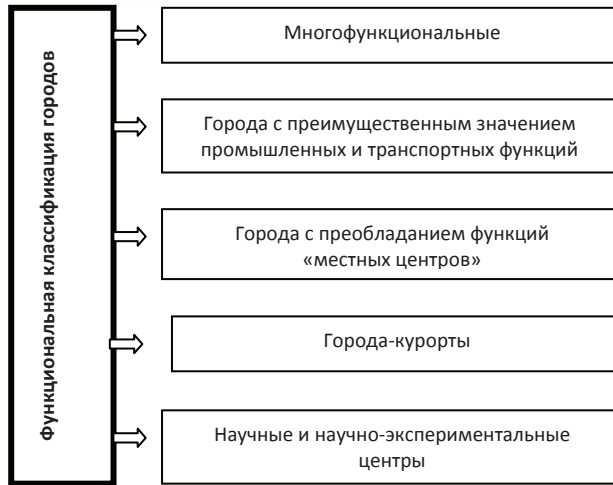 Функциональная классификация городов
Многофункциональные
Города с преимущественным значением
промышленных и транспортных функций
Города с преобладанием функций
«местных центров»
Города-курорты
Научные и научно-экспериментальные
центры